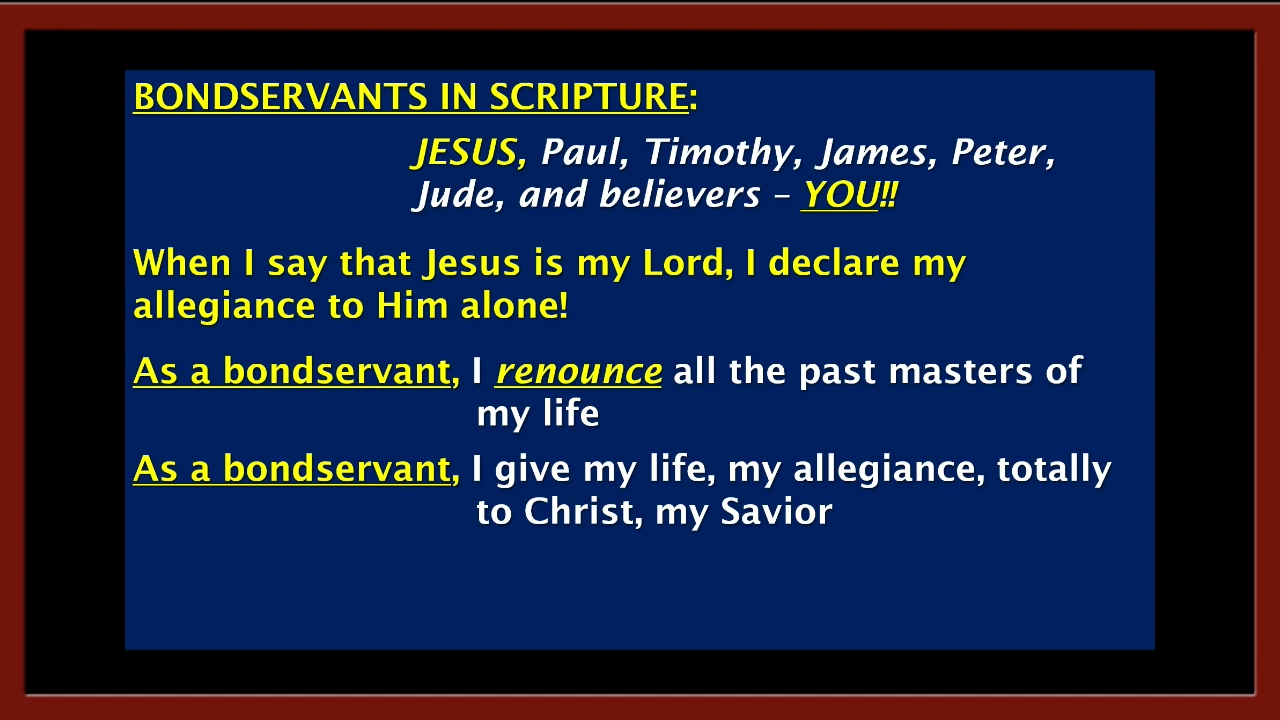 BONDSERVANTS IN SCRIPTURE:
JESUS, Paul, Timothy, James, Peter,
Jude, and believers – YOU!!
When I say that Jesus is my Lord, I declare my
allegiance to Him alone!
As a bondservant, I renounce all the past masters of
my life
As a bondservant, I give my life, my allegiance, totally
to Christ, my Savior